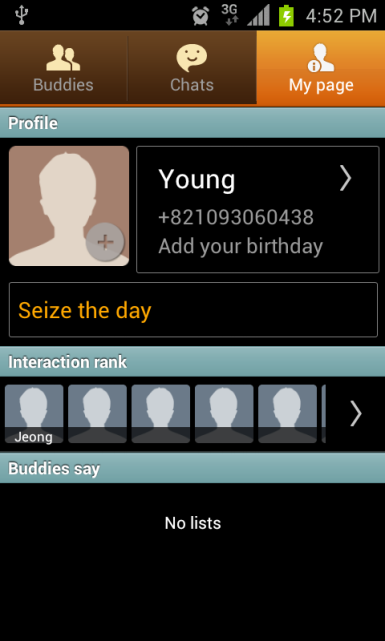 3G
4:52 PM
Buddies
Chats
My page
Profile
Young
+821093060438
Add your birthday
Seize the day
Interaction rank
Jeong
Buddies say
No lists